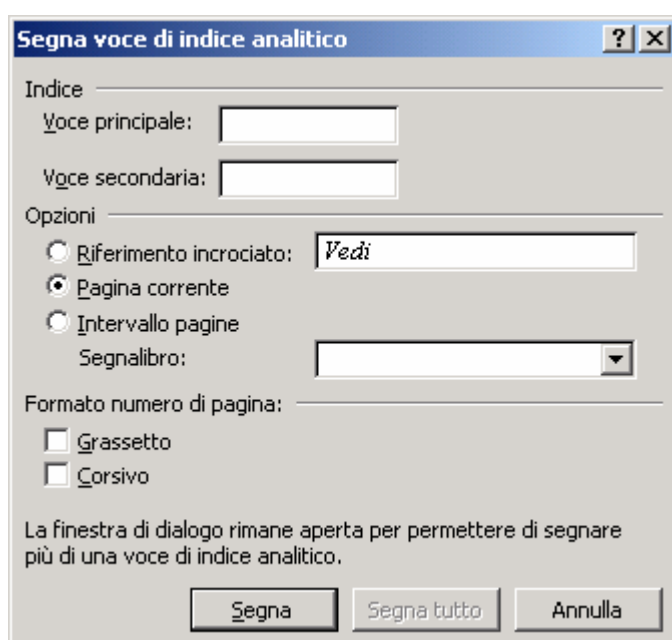 Segna voce di indice analitico
Indice
Voce principale:
Voce secondaria:
Opzioni
Riferimento incrociato: Vedi
Pagina corrente
Intervallo pagine
Segnalibro:
Formato numero di pagina:
Grassetto
Corsivo
La finestra di dialogo rimane aperta per permettere di segnare
più di una voce di indice analitico.
Segna Segna tutto Annulla